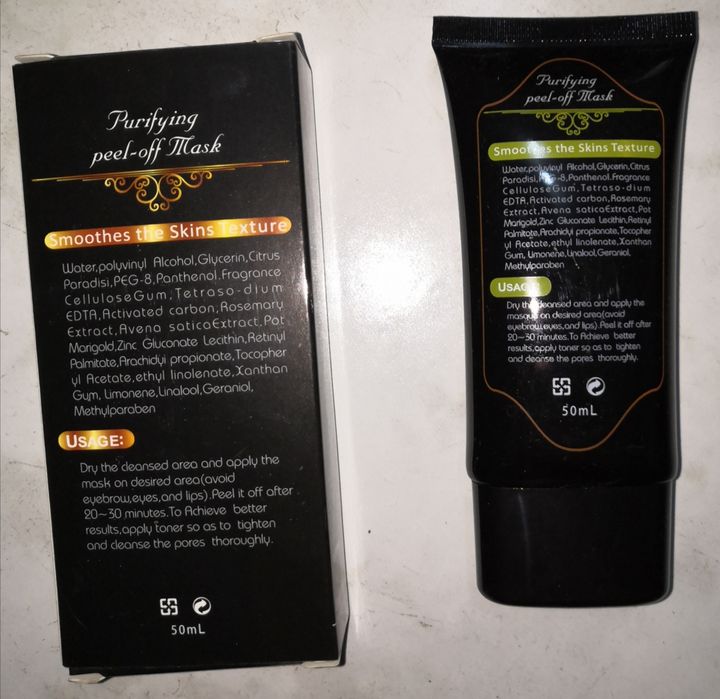 Purifying
peel-off Mask
Smoothes the Skins Texture
Water,polyvinyl Alcohol,Glycerin,Citrus
Paradisi,PEG-8,Panthenol.Fragrance
CelluloseGum,Tetraso-dium
EDTA,Activated carbon,Rosemary
Extract,Avena saticaExtract,Pot
Marigold,Zinc Gluconate Lecithin,Retinyl
Palmitate,Arachidyl propionate,Tocopher
yl Acetate,ethyl linolenate,Xanthan
Gum, Limonene,Linalool,Geraniol,
Methylparaben
USAGE:
Dry the cleansed area and apply the
mask on desired area(avoid
eyebrow,eyes,and lips).Peel it off after
20~30 minutes.To Achieve better
results,apply toner so as to tighten
and cleanse the pores thoroughly.
50mL
Purifying
peel-off Mask
Smoothes the Skins Texture
Water,polyvinyl Alcohol,Glycerin,Citrus
Paradisi,PEG-8,Panthenol.Fragrance
CelluloseGum,Tetraso-dium
EDTA,Activated carbon,Rosemary
Extract,Avena saticaExtract,Pot
Marigold,Zinc Gluconate Lecithin,Retinyl
Palmitate,Arachidyl propionate,Tocopher
yl Acetate,ethyl linolenate,Xanthan
Gum, Limonene,Linalool,Geraniol,
Methylparaben
USAGE:
Dry the cleansed area and apply the
masque on desired area(avoid
eyebrow,eyes,and lips).Peel it off after
20~30 minutes.To Achieve better
results,apply toner so as to tighten
and cleanse the pores thoroughly.
50mL